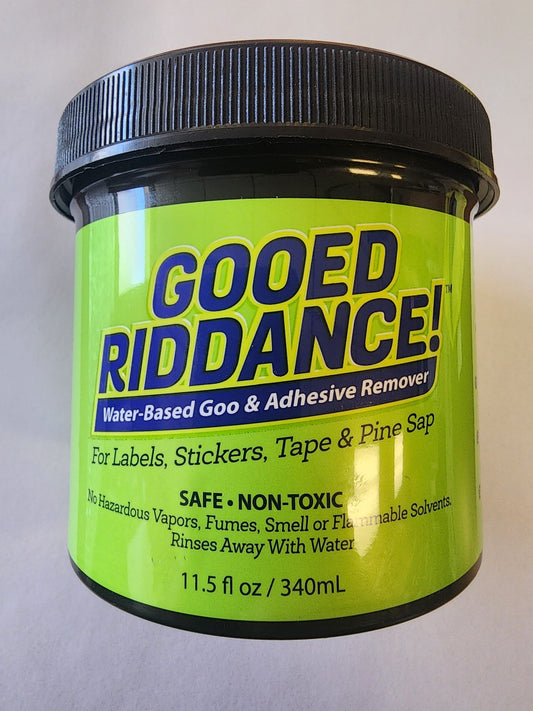 GOOED
RIDDANCE!™
Water-Based Goo & Adhesive Remover
For Labels, Stickers, Tape & Pine Sap
SAFE • NON-TOXIC
No Hazardous Vapors, Fumes, Smell or Flammable Solvents.
Rinses Away With Water
11.5 fl oz / 340mL